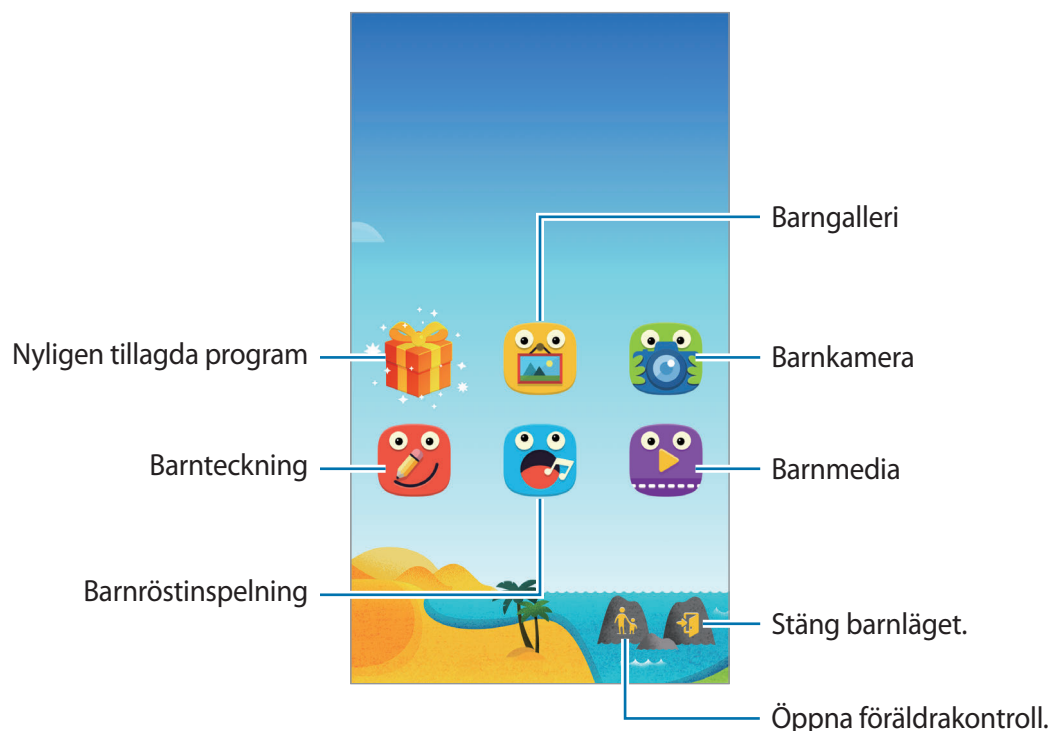 Barngalleri
Nyligen tillagda program
Barnkamera
Barnteckning
Barnmedia
Barnröstinspelning
Stäng barnläget.
Öppna föräldrakontroll.